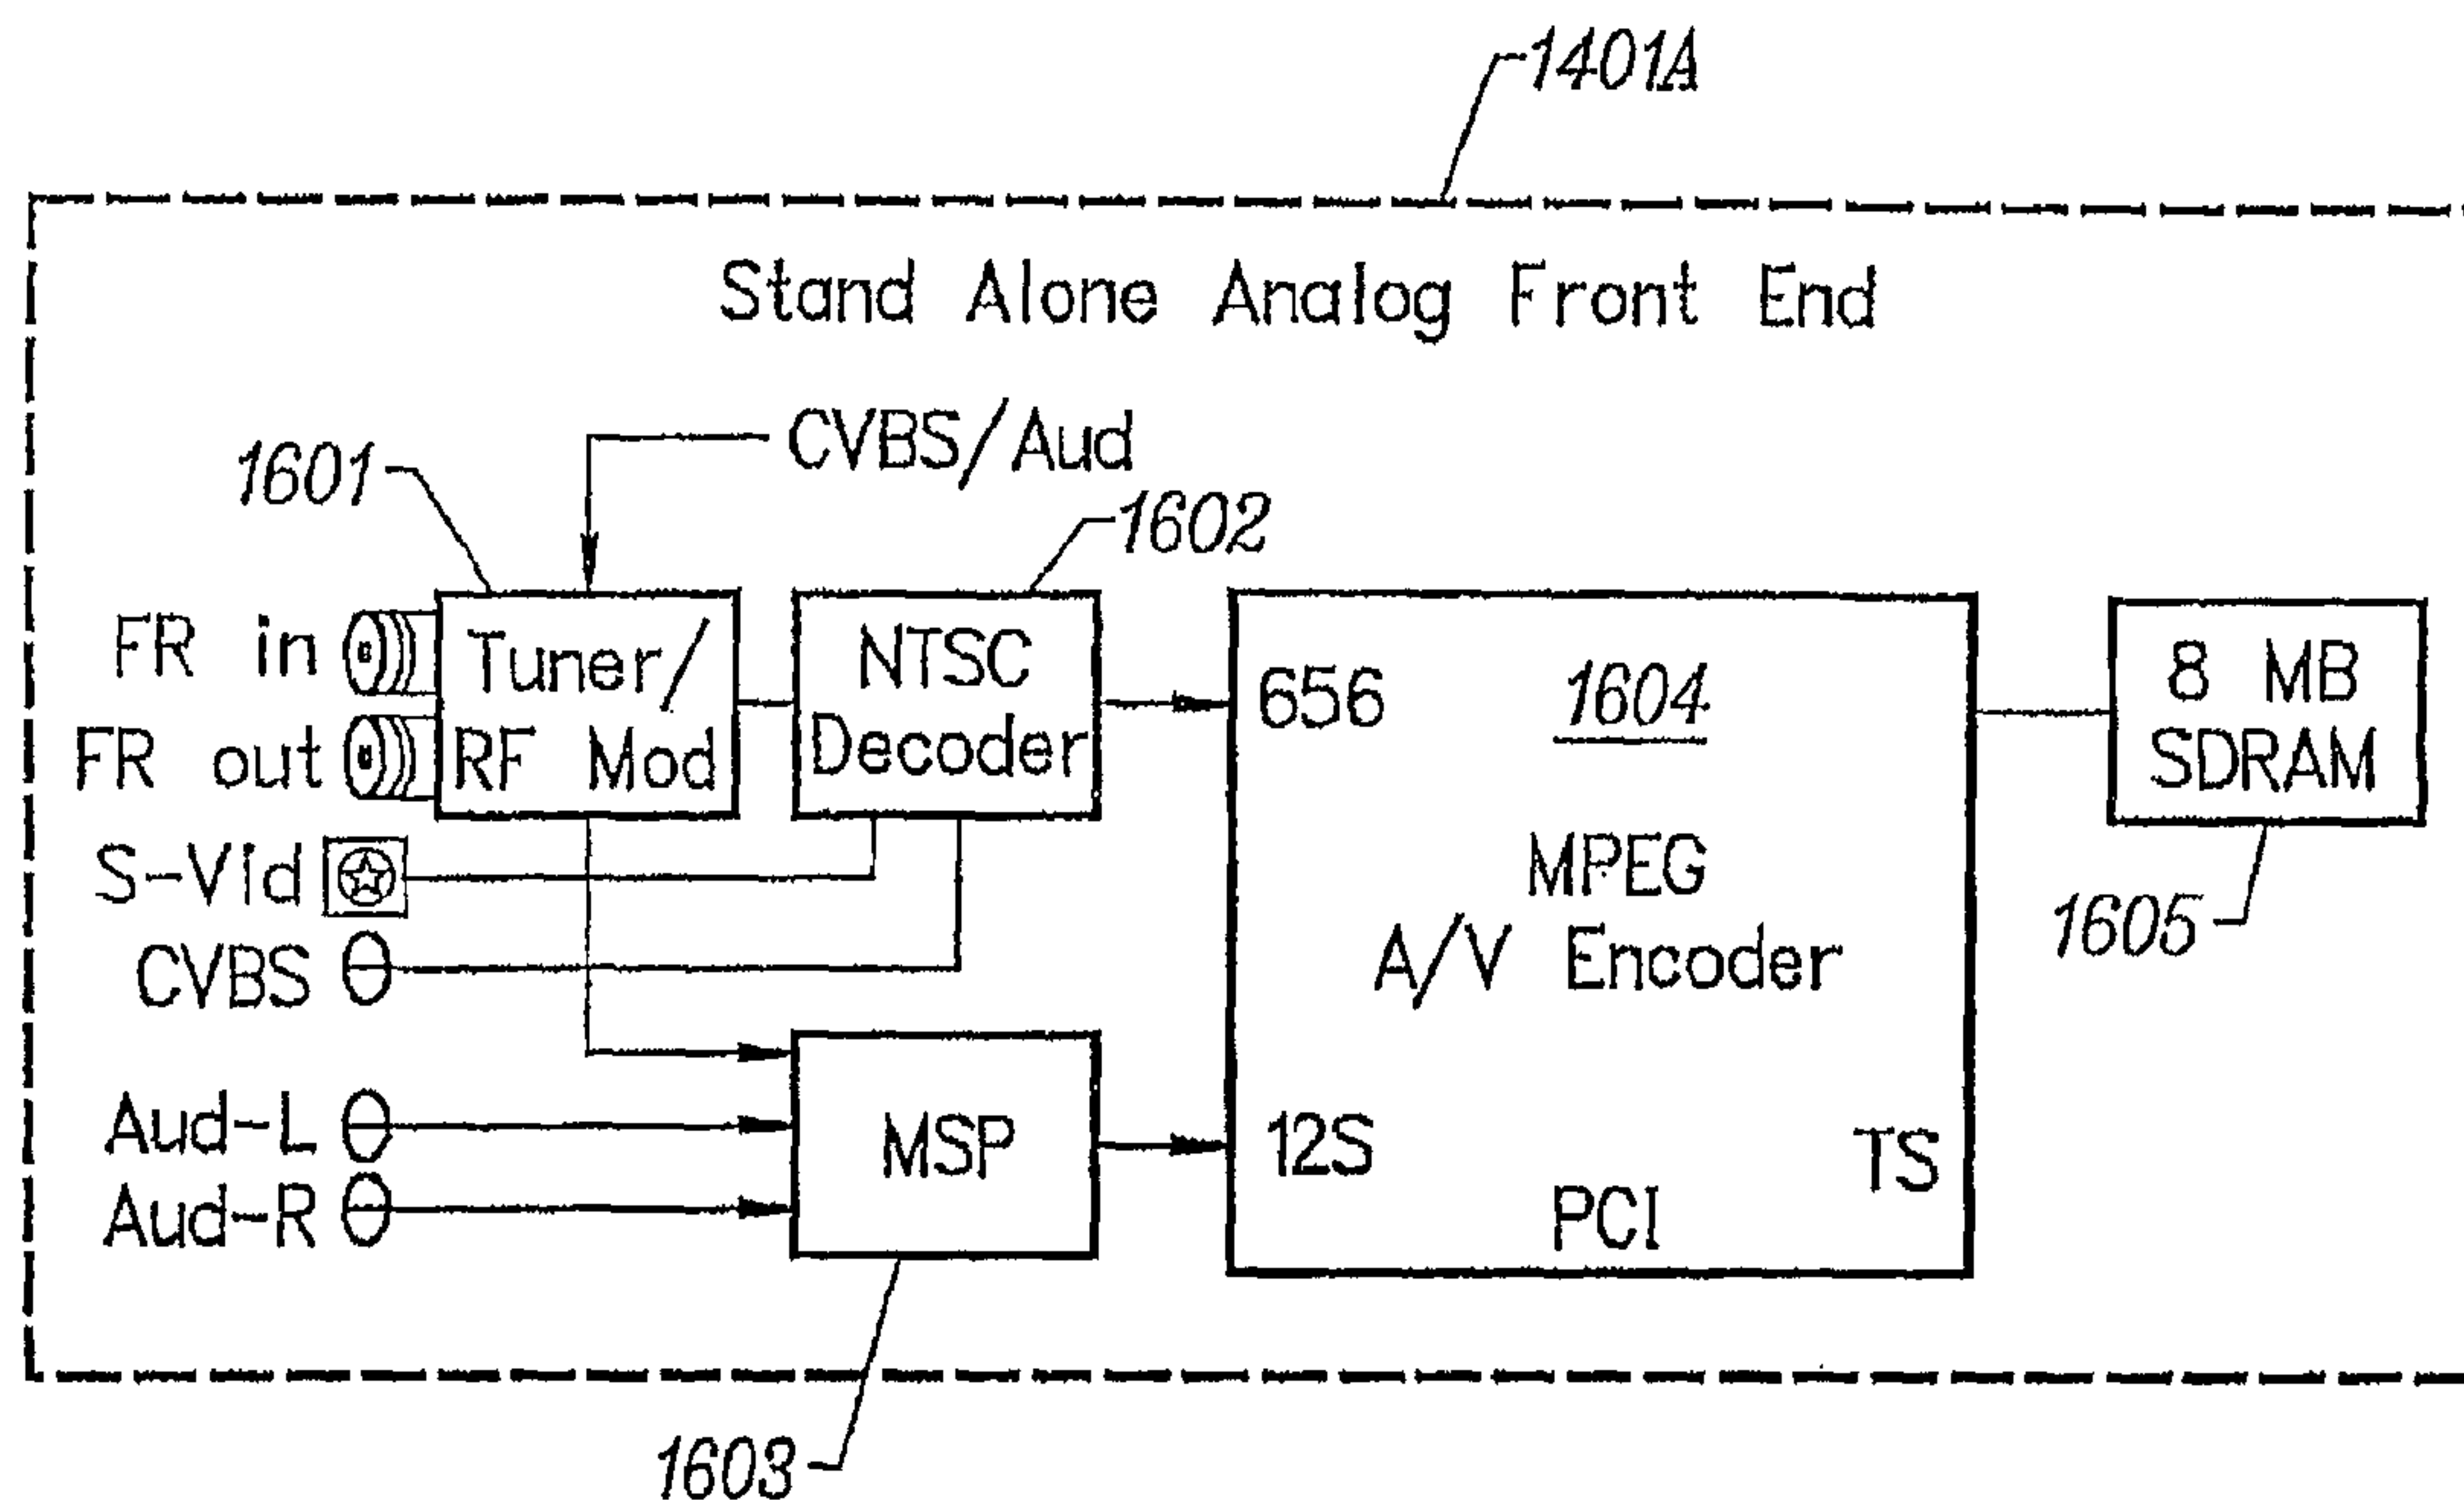 1401A
Stand Alone Analog Front End
CVBS/Aud
1601
1602
FR in
FR out
S-Vid
CVBS
Aud-L
Aud-R
Tuner/
RF Mod
NTSC
Decoder
MSP
1603
656
1604
MPEG
A/V Encoder
12S
TS
PCI
8 MB
SDRAM
1605